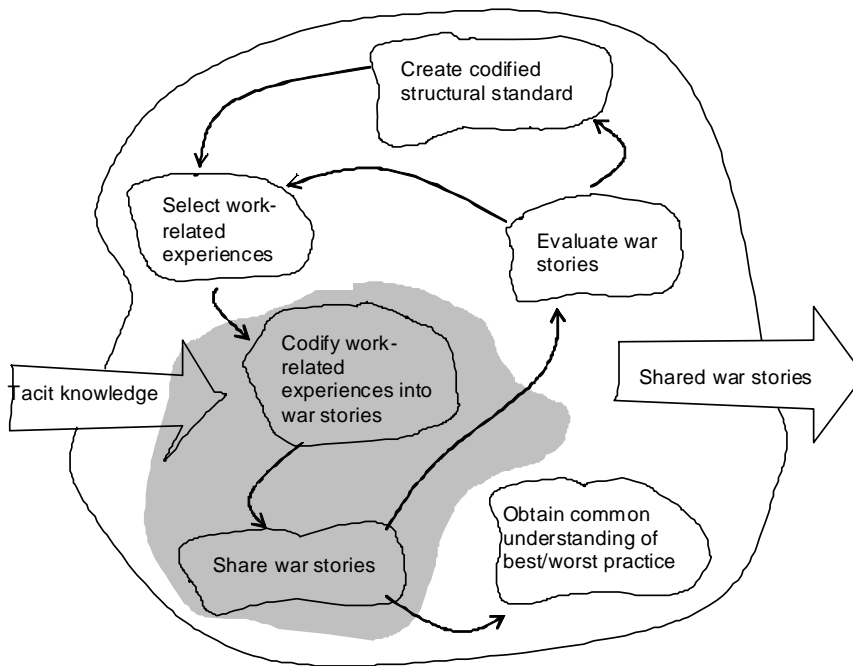 Create codified
structural standard
Select work-
related
experiences
Evaluate war
stories
Codify work-
related
experiences into
war stories
Tacit knowledge
Shared war stories
Obtain common
understanding of
best/worst practice
Share war stories